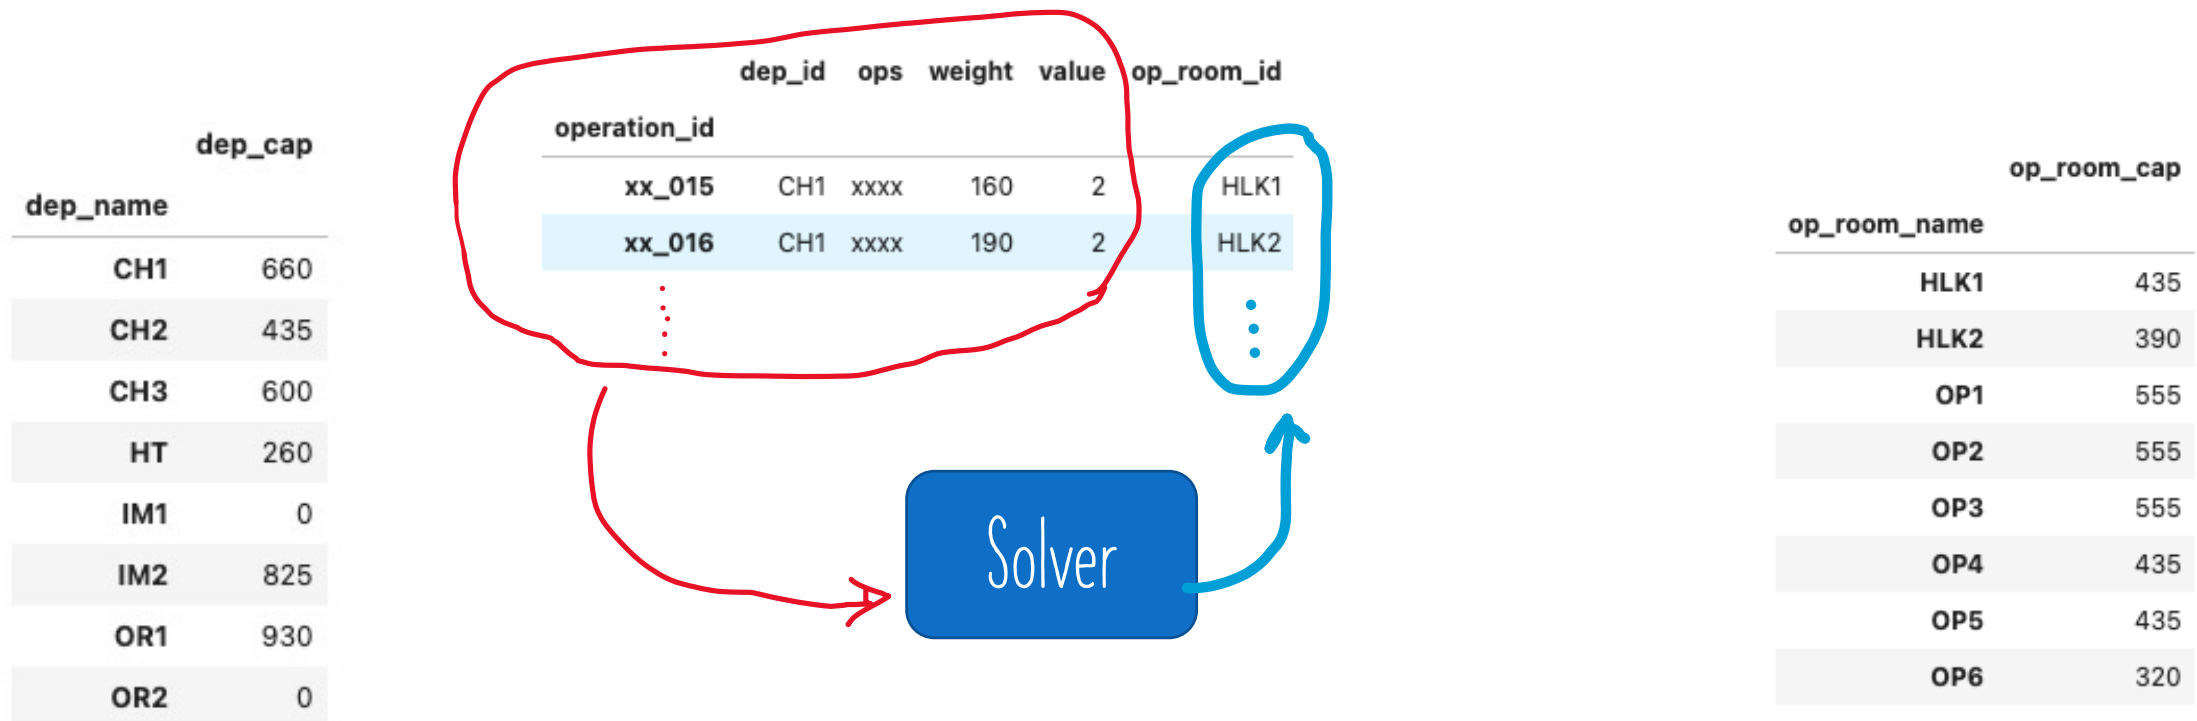 dep_cap
dep_name
CH1 660
CH2 435
CH3 600
HT 260
IM1 0
IM2 825
OR1 930
OR2 0
dep_id ops weight value op_room_id
operation_id
xx_015 CH1 xxxx 160 2 HLK1
xx_016 CH1 xxxx 190 2 HLK2
Solver
op_room_cap
op_room_name
HLK1 435
HLK2 390
OP1 555
OP2 555
OP3 555
OP4 435
OP5 435
OP6 320